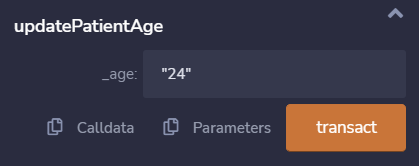 updatePatientAge
_age: "24"
Calldata Parameters transact